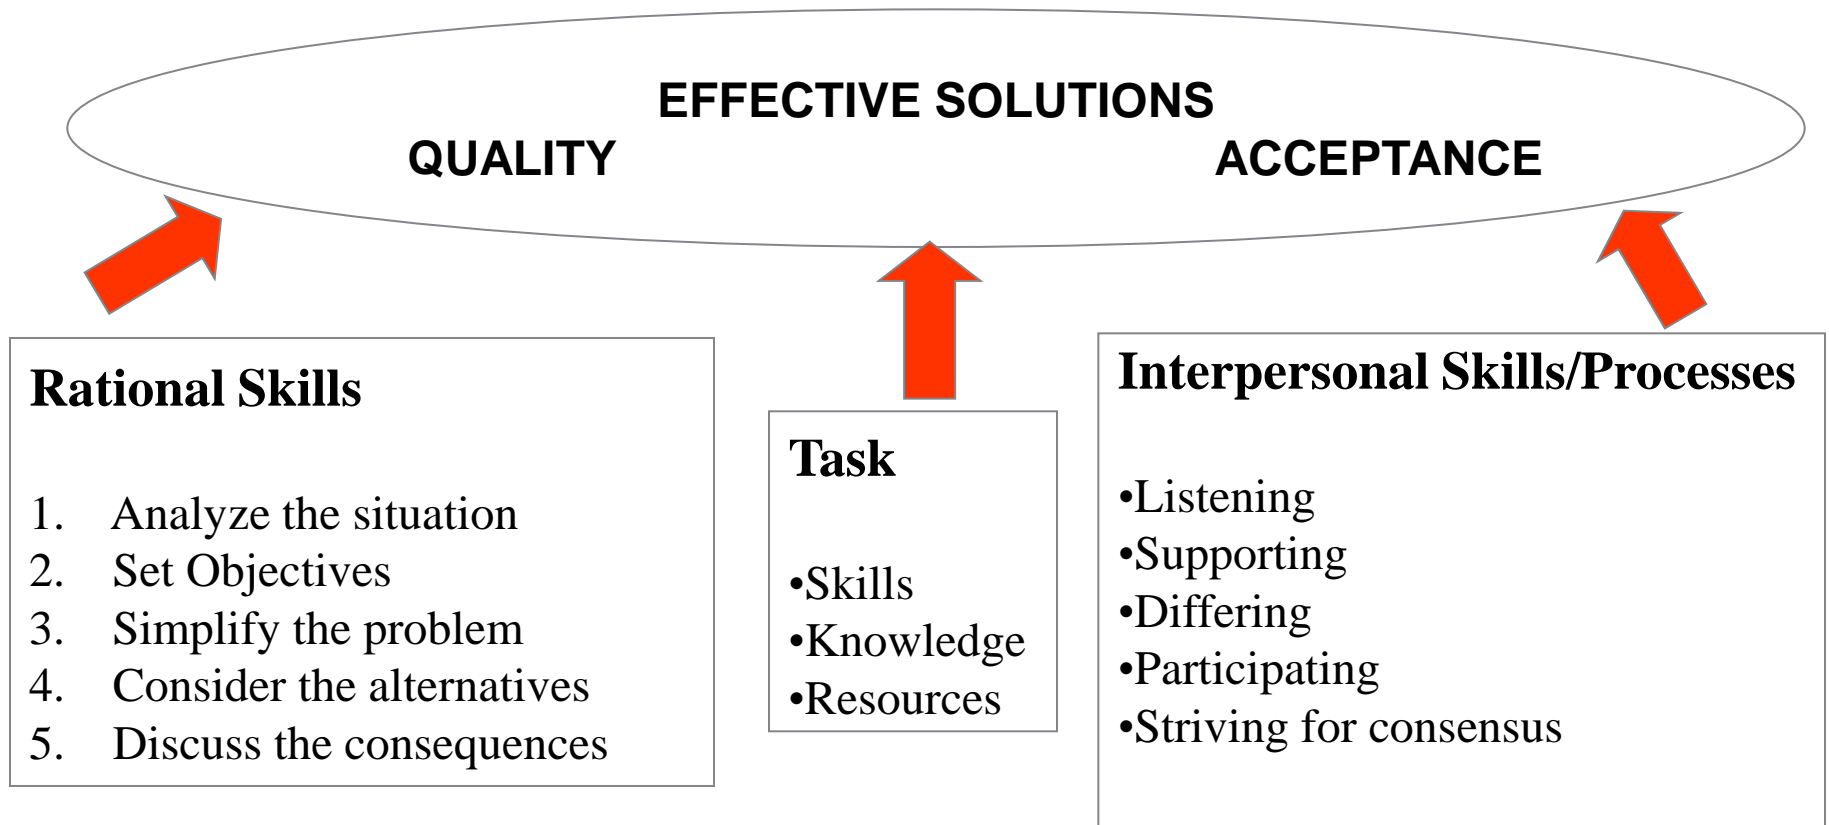 EFFECTIVE SOLUTIONS
QUALITY ACCEPTANCE
Rational Skills
1. Analyze the situation
2. Set Objectives
3. Simplify the problem
4. Consider the alternatives
5. Discuss the consequences
Task
•Skills
•Knowledge
•Resources
Interpersonal Skills/Processes
•Listening
•Supporting
•Differing
•Participating
•Striving for consensus